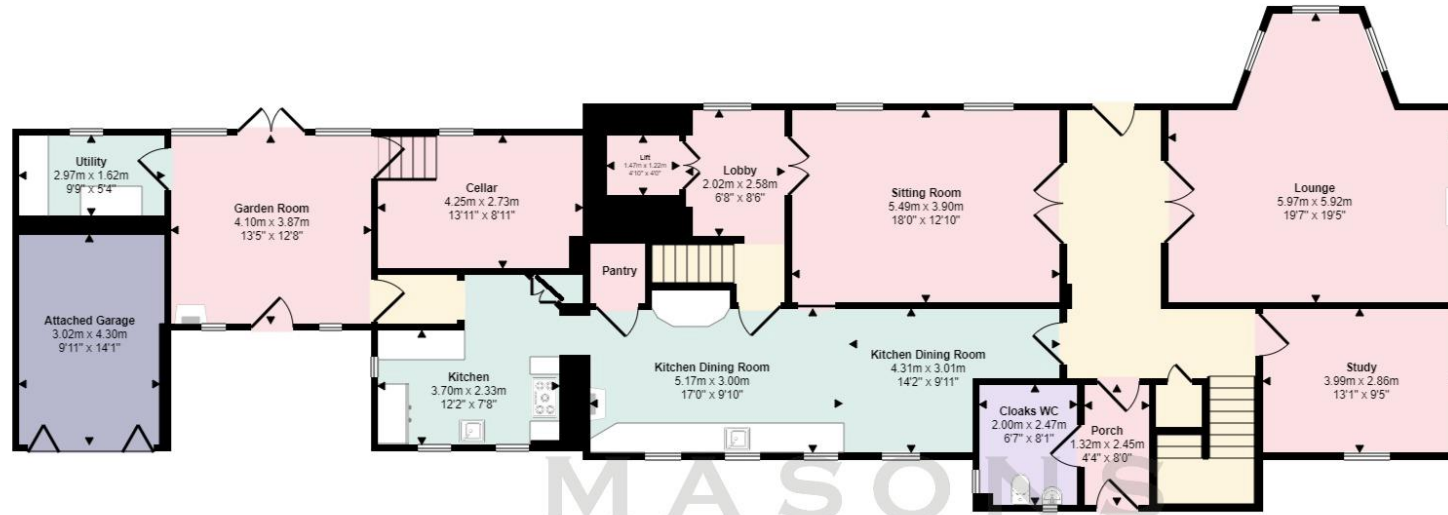 Utility
2.97m x 1.62m
9'9" x 5'4"
Garden Room
4.10m x 3.87m
13'5" x 12'8"
Cellar
4.25m x 2.73m
13'11" x 8'11"
Lift
1.47m x 1.22m
4'10" x 4'0"
Lobby
2.02m x 2.58m
6'8" x 8'6"
Sitting Room
5.49m x 3.90m
18'0" x 12'10"
Lounge
5.97m x 5.92m
19'7" x 19'5"
Pantry
Attached Garage
3.02m x 4.30m
9'11" x 14'1"
Kitchen
3.70m x 2.33m
12'2" x 7'8"
Kitchen Dining Room
5.17m x 3.00m
17'0" x 9'10"
Kitchen Dining Room
4.31m x 3.01m
14'2" x 9'11"
Study
3.99m x 2.86m
13'1" x 9'5"
Cloaks WC
2.00m x 2.47m
6'7" x 8'1"
Porch
1.32m x 2.45m
4'4" x 8'0"
MASONS